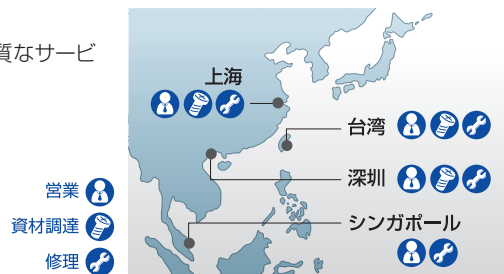 質なサービ
上海
台湾
深圳
シンガポール
営業
資材調達
修理